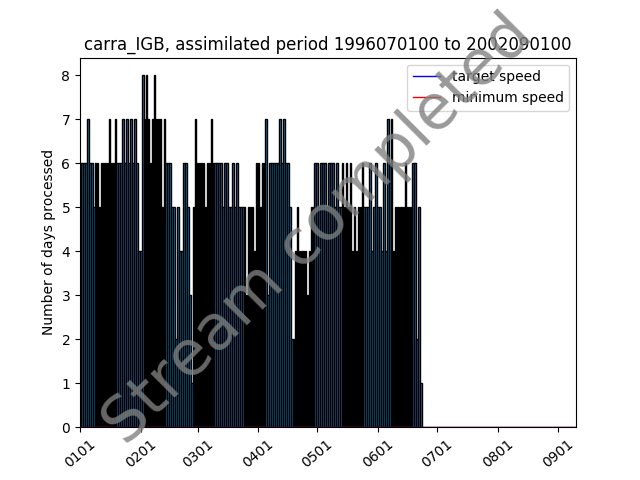 carra_IGB, assimilated period 1996070100 to 2002090100
target speed
minimum speed
Number of days processed
8
7
6
5
4
3
2
1
0
0101 0201 0301 0401 0501 0601 0701 0801 0901
Stream completed